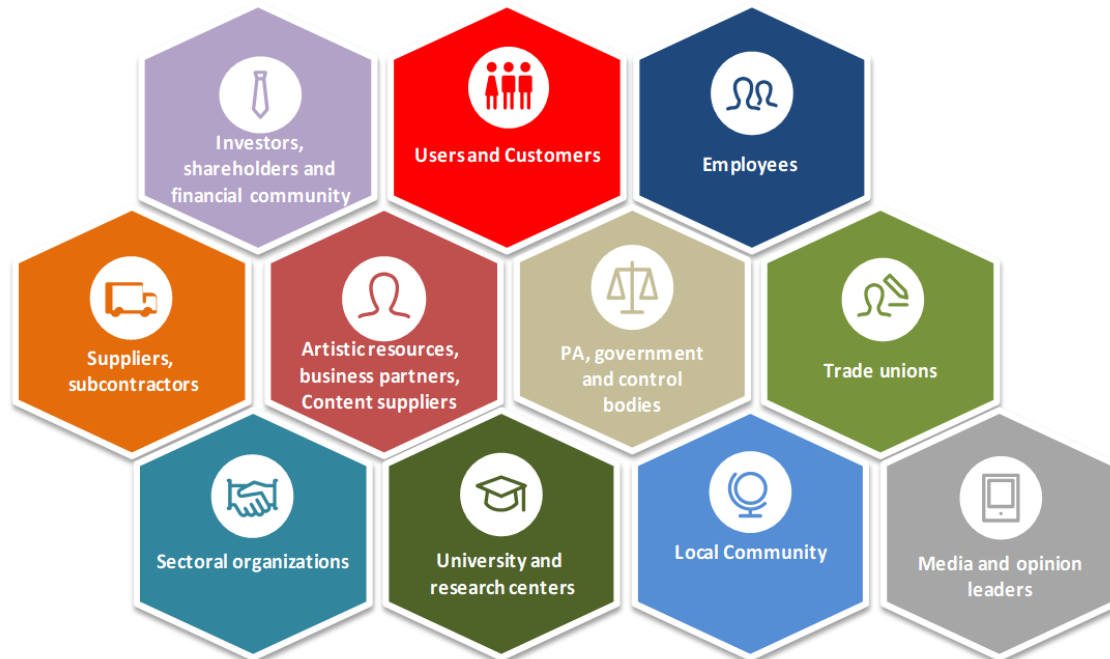 Investors,
shareholders and
financial community
Users and Customers
Employees
Suppliers,
subcontractors
Artistic resources,
business partners,
Content suppliers
PA, government
and control
bodies
Trade unions
Sectoral organizations
University and
research centers
Local Community
Media and opinion
leaders